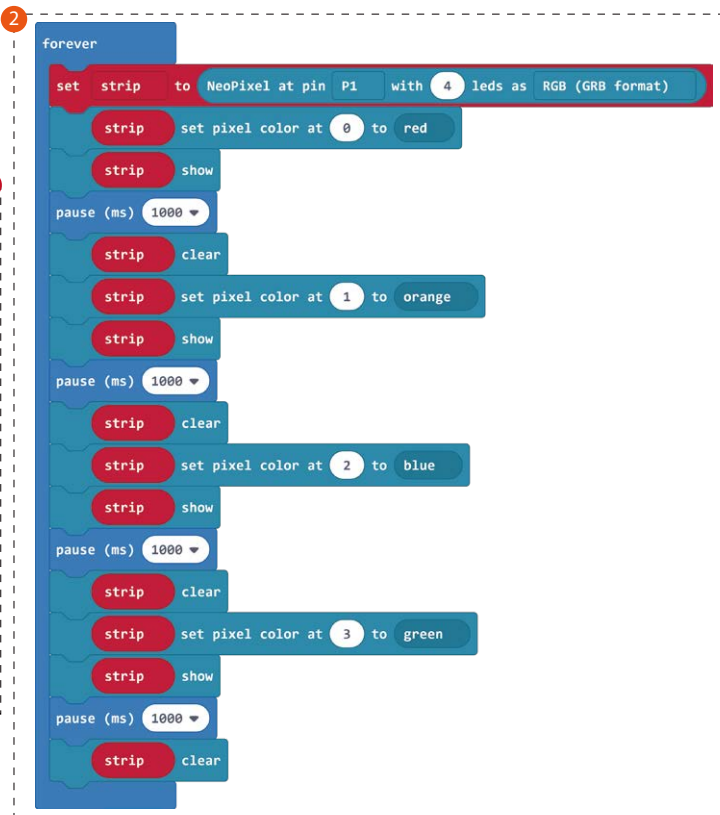 2
forever
set strip to NeoPixel at pin P1 with 4 leds as RGB (GRB format)
strip set pixel color at 0 to red
strip show
pause (ms) 1000
strip clear
strip set pixel color at 1 to orange
strip show
pause (ms) 1000
strip clear
strip set pixel color at 2 to blue
strip show
pause (ms) 1000
strip clear
strip set pixel color at 3 to green
strip show
pause (ms) 1000
strip clear